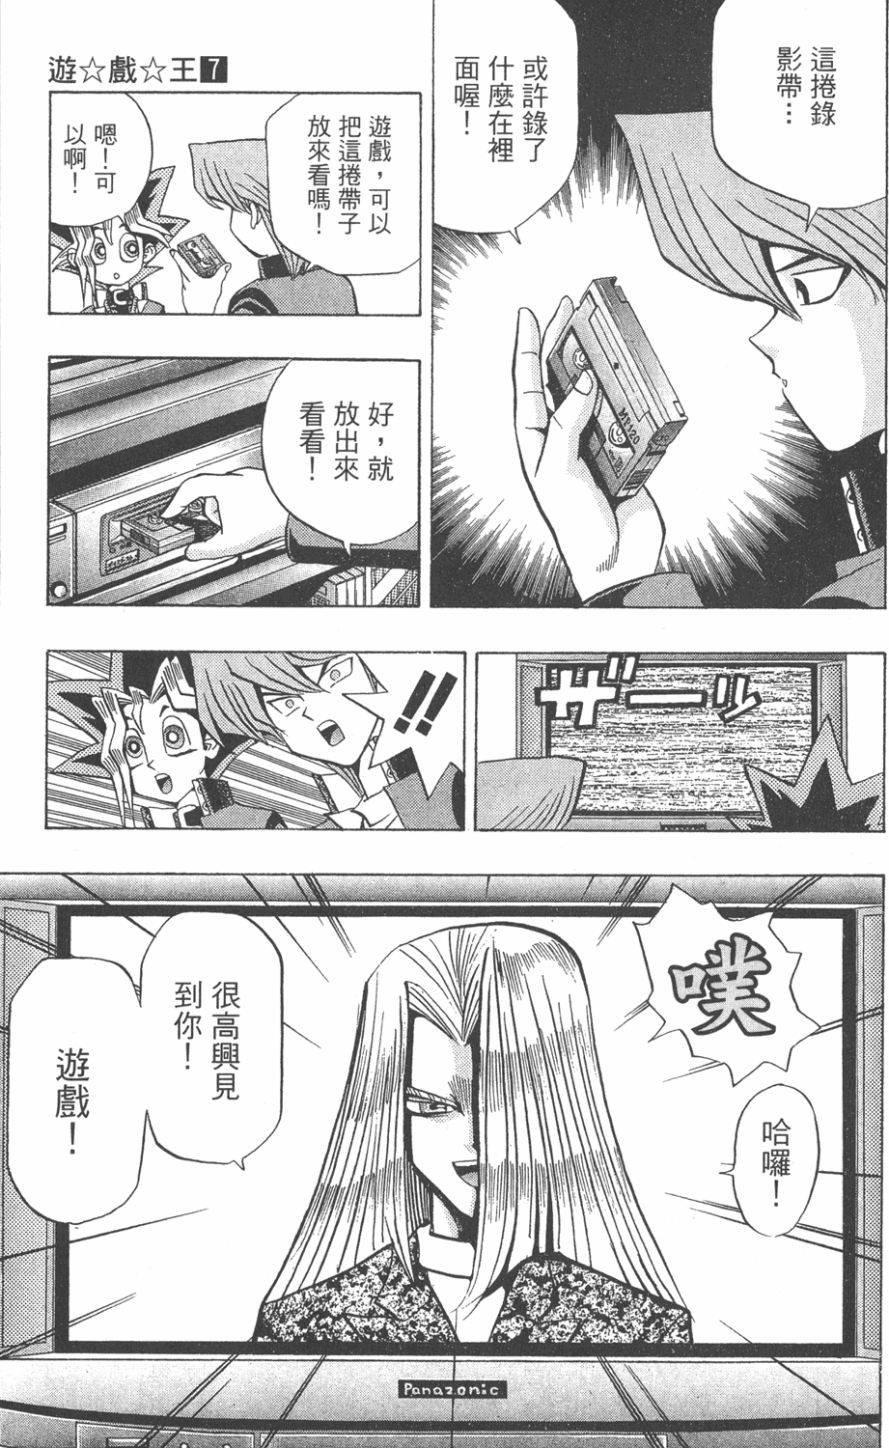 遊☆戲☆王7
這捲錄
影帶…
或許錄了
什麼在裡
面喔！
MP120
遊戲，可以
把這捲帶子
放來看嗎！
嗯！可
以啊！
好，就
放出來
看看！
ザーッ
!!
噗
哈囉！
很高興見
到你！
遊戲！
Panazonic